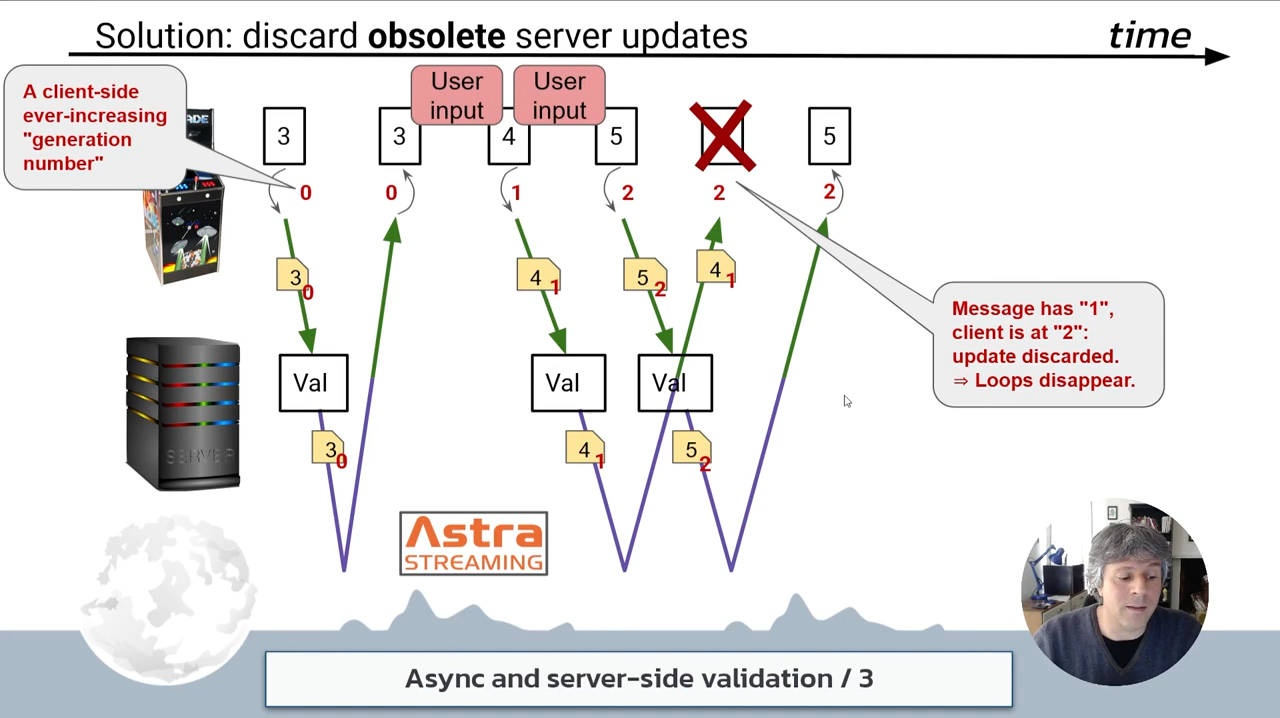 Solution: discard obsolete server updates
time
A client-side
ever-increasing
"generation
number"
ADE
User
input
User
input
3
3
4
5
5
0
0
1
2
2
2
3
0
4
1
5
2
4
1
Message has "1",
client is at "2":
update discarded.
⇒ Loops disappear.
Val
Val
Val
3
0
4
1
5
2
SERVER
Astra
STREAMING
Async and server-side validation / 3